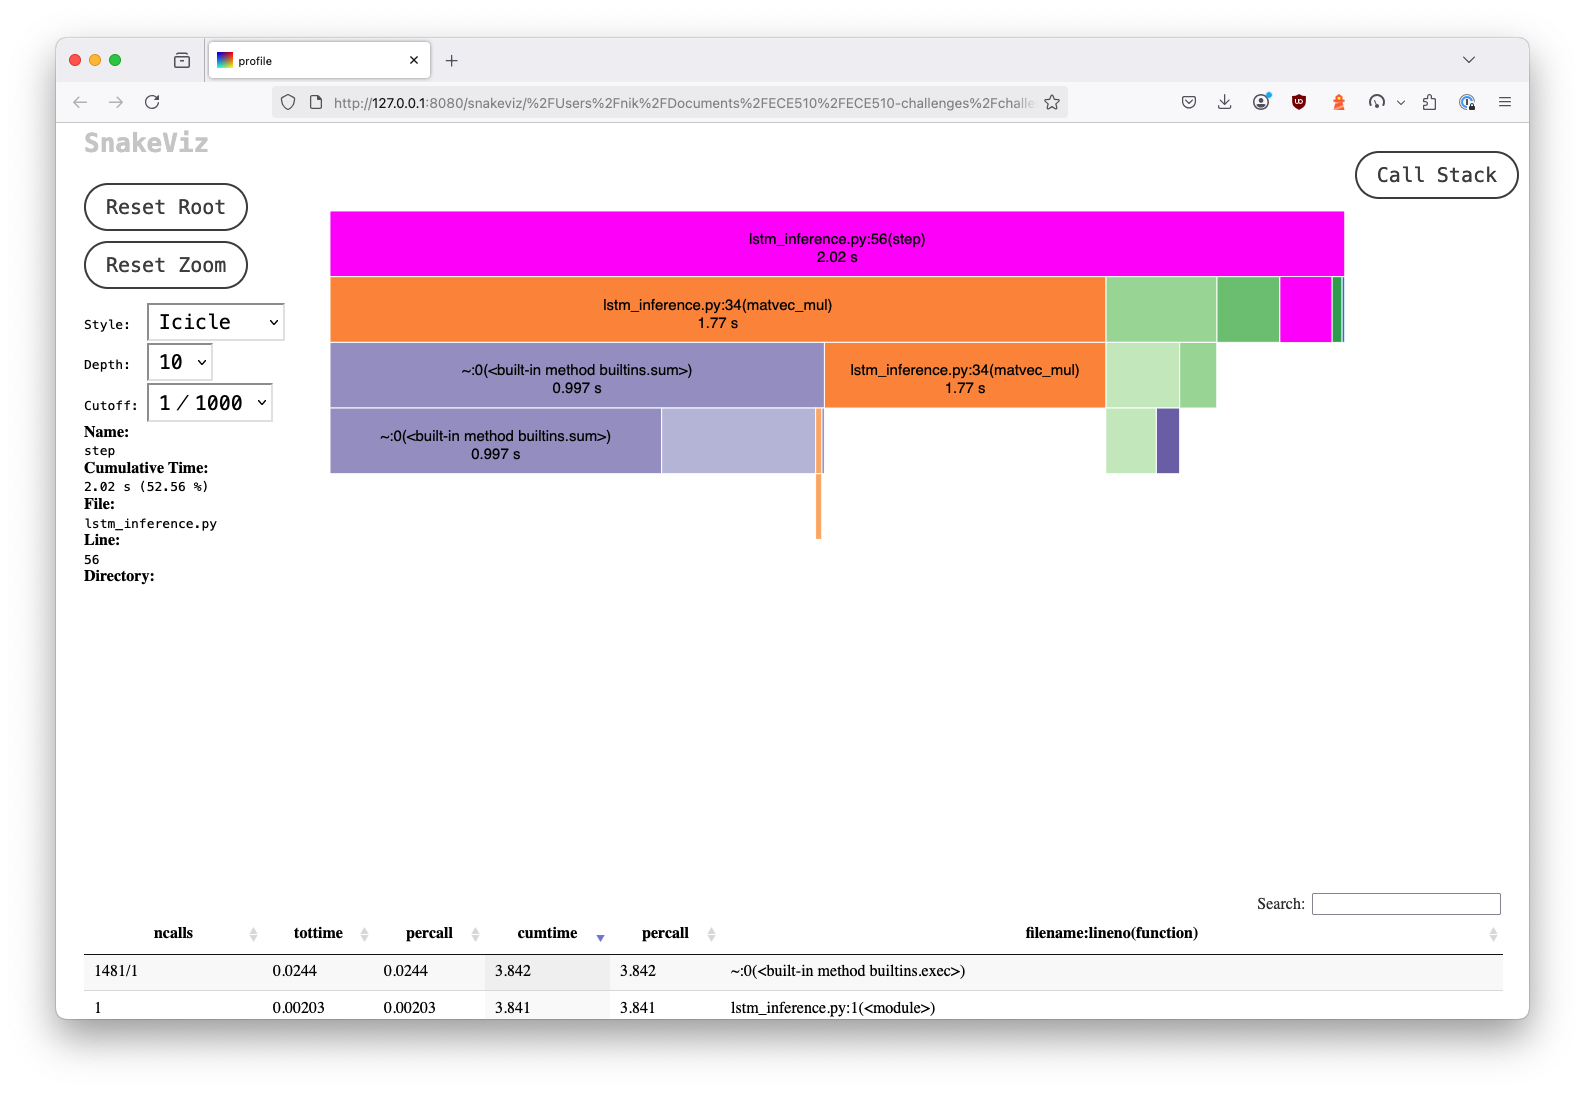 profile
http://127.0.0.1:8080/snakeviz/%2FUsers%2Fnik%2FDocuments%2FECE510%2FECE510-challenges%2Fchalle
SnakeViz
Call Stack
Reset Root
Reset Zoom
Style: Icicle
Depth: 10
Cutoff: 1 / 1000
Name:
step
Cumulative Time:
2.02 s (52.56 %)
File:
lstm_inference.py
Line:
56
Directory:
lstm_inference.py:56(step)
2.02 s
lstm_inference.py:34(matvec_mul)
1.77 s
~:0(<built-in method builtins.sum>)
0.997 s
lstm_inference.py:34(matvec_mul)
1.77 s
~:0(<built-in method builtins.sum>)
0.997 s
Search:
ncalls tottime percall cumtime percall filename:lineno(function)
1481/1 0.0244 0.0244 3.842 3.842 ~:0(<built-in method builtins.exec>)
1 0.00203 0.00203 3.841 3.841 lstm_inference.py:1(<module>)